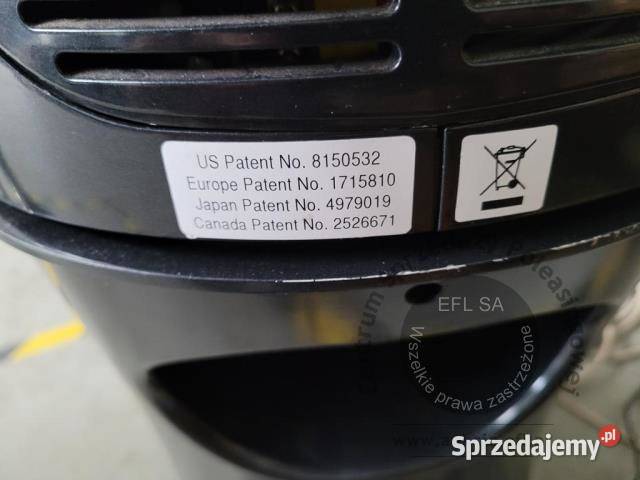 US Patent No. 8150532
Europe Patent No. 1715810
Japan Patent No. 4979019
Canada Patent No. 2526671
EFL SA
Wszelkie prawa zastrzeżone
Centrum
Sprzedajemy.pl